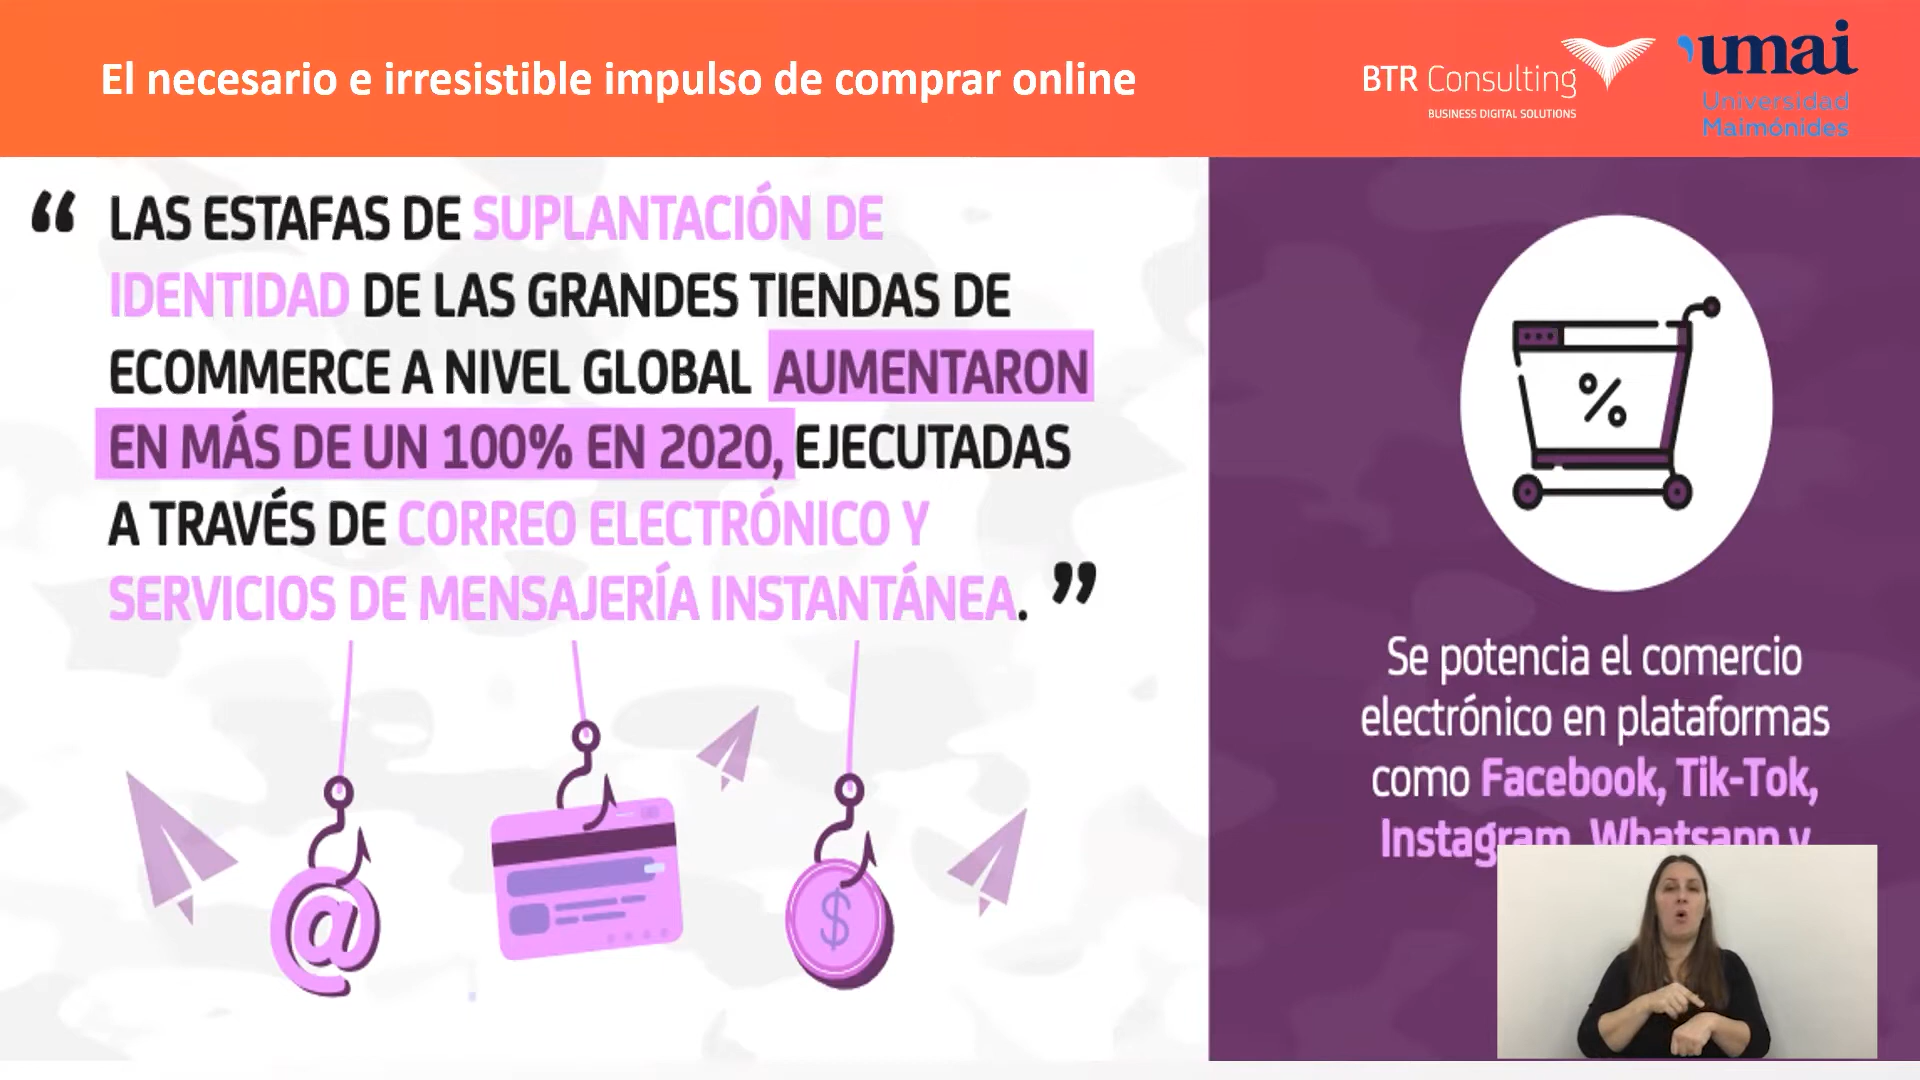 El necesario e irresistible impulso de comprar online
BTR Consulting
BUSINESS DIGITAL SOLUTIONS
umai
Universidad
Maimónides
“ LAS ESTAFAS DE SUPLANTACIÓN DE
IDENTIDAD DE LAS GRANDES TIENDAS DE
ECOMMERCE A NIVEL GLOBAL AUMENTARON
EN MÁS DE UN 100% EN 2020, EJECUTADAS
A TRAVÉS DE CORREO ELECTRÓNICO Y
SERVICIOS DE MENSAJERÍA INSTANTÁNEA. ”
@
$
%
Se potencia el comercio
electrónico en plataformas
como Facebook, Tik-Tok,
Instagram, Whatsapp y